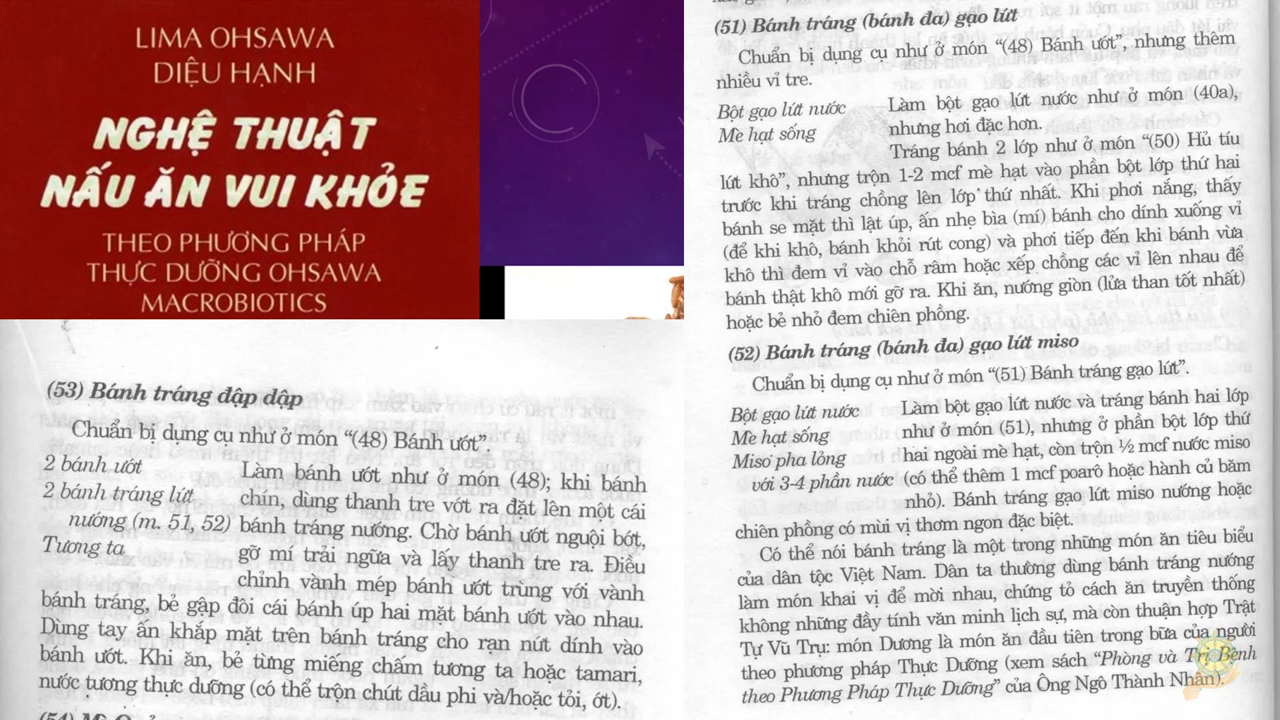 LIMA OHSAWA
DIỆU HẠNH
NGHỆ THUẬT
NẤU ĂN VUI KHỎE
THEO PHƯƠNG PHÁP
THỰC DƯỠNG OHSAWA
MACROBIOTICS
(51) Bánh tráng (bánh đa) gạo lứt
Chuẩn bị dụng cụ như ở món “(48) Bánh ướt”, nhưng thêm
nhiều vỉ tre.
Bột gạo lứt nước
Mè hạt sống
Làm bột gạo lứt nước như ở món (40a),
nhưng hơi đặc hơn.
Tráng bánh 2 lớp như ở món “(50) Hủ tíu
lứt khô”, nhưng trộn 1-2 mcf mè hạt vào phần bột lớp thứ hai
trước khi tráng chồng lên lớp thứ nhất. Khi phơi nắng, thấy
bánh se mặt thì lật úp, ấn nhẹ bìa (mí) bánh cho dính xuống vỉ
(để khi khô, bánh khỏi rút cong) và phơi tiếp đến khi bánh vừa
khô thì đem vỉ vào chỗ râm hoặc xếp chồng các vỉ lên nhau để
bánh thật khô mới gỡ ra. Khi ăn, nướng giòn (lửa than tốt nhất)
hoặc bẻ nhỏ đem chiên phồng.
(52) Bánh tráng (bánh đa) gạo lứt miso
Chuẩn bị dụng cụ như ở món “(51) Bánh tráng gạo lứt”.
Bột gạo lứt nước
Mè hạt sống
Miso pha lỏng
với 3-4 phần nước
Làm bột gạo lứt nước và tráng bánh hai lớp
như ở món (51), nhưng ở phần bột lớp thứ
hai ngoài mè hạt, còn trộn ½ mcf nước miso
(có thể thêm 1 mcf poarô hoặc hành củ băm
nhỏ). Bánh tráng gạo lứt miso nướng hoặc
chiên phồng có mùi vị thơm ngon đặc biệt.
Có thể nói bánh tráng là một trong những món ăn tiêu biểu
của dân tộc Việt Nam. Dân ta thường dùng bánh tráng nướng
làm món khai vị để mời nhau, chứng tỏ cách ăn truyền thống
không những đầy tính văn minh lịch sự, mà còn thuận hợp Trật
Tự Vũ Trụ: món Dương là món ăn đầu tiên trong bữa của người
theo phương pháp Thực Dưỡng (xem sách “Phòng và Trị Bệnh
theo Phương Pháp Thực Dưỡng” của Ông Ngô Thành Nhân).
(53) Bánh tráng đập dập
Chuẩn bị dụng cụ như ở món “(48) Bánh ướt”.
2 bánh ướt
2 bánh tráng lứt
nướng (m. 51, 52)
Tương ta
Làm bánh ướt như ở món (48); khi bánh
chín, dùng thanh tre vớt ra đặt lên một cái
bánh tráng nướng. Chờ bánh ướt nguội bớt,
gỡ mí trải ngửa và lấy thanh tre ra. Điều
chỉnh vành mép bánh ướt trùng với vành
bánh tráng, bẻ gập đôi cái bánh úp hai mặt bánh ướt vào nhau.
Dùng tay ấn khắp mặt trên bánh tráng cho rạn nứt dính vào
bánh ướt. Khi ăn, bẻ từng miếng chấm tương ta hoặc tamari,
nước tương thực dưỡng (có thể trộn chút dầu phi và/hoặc tỏi, ớt).